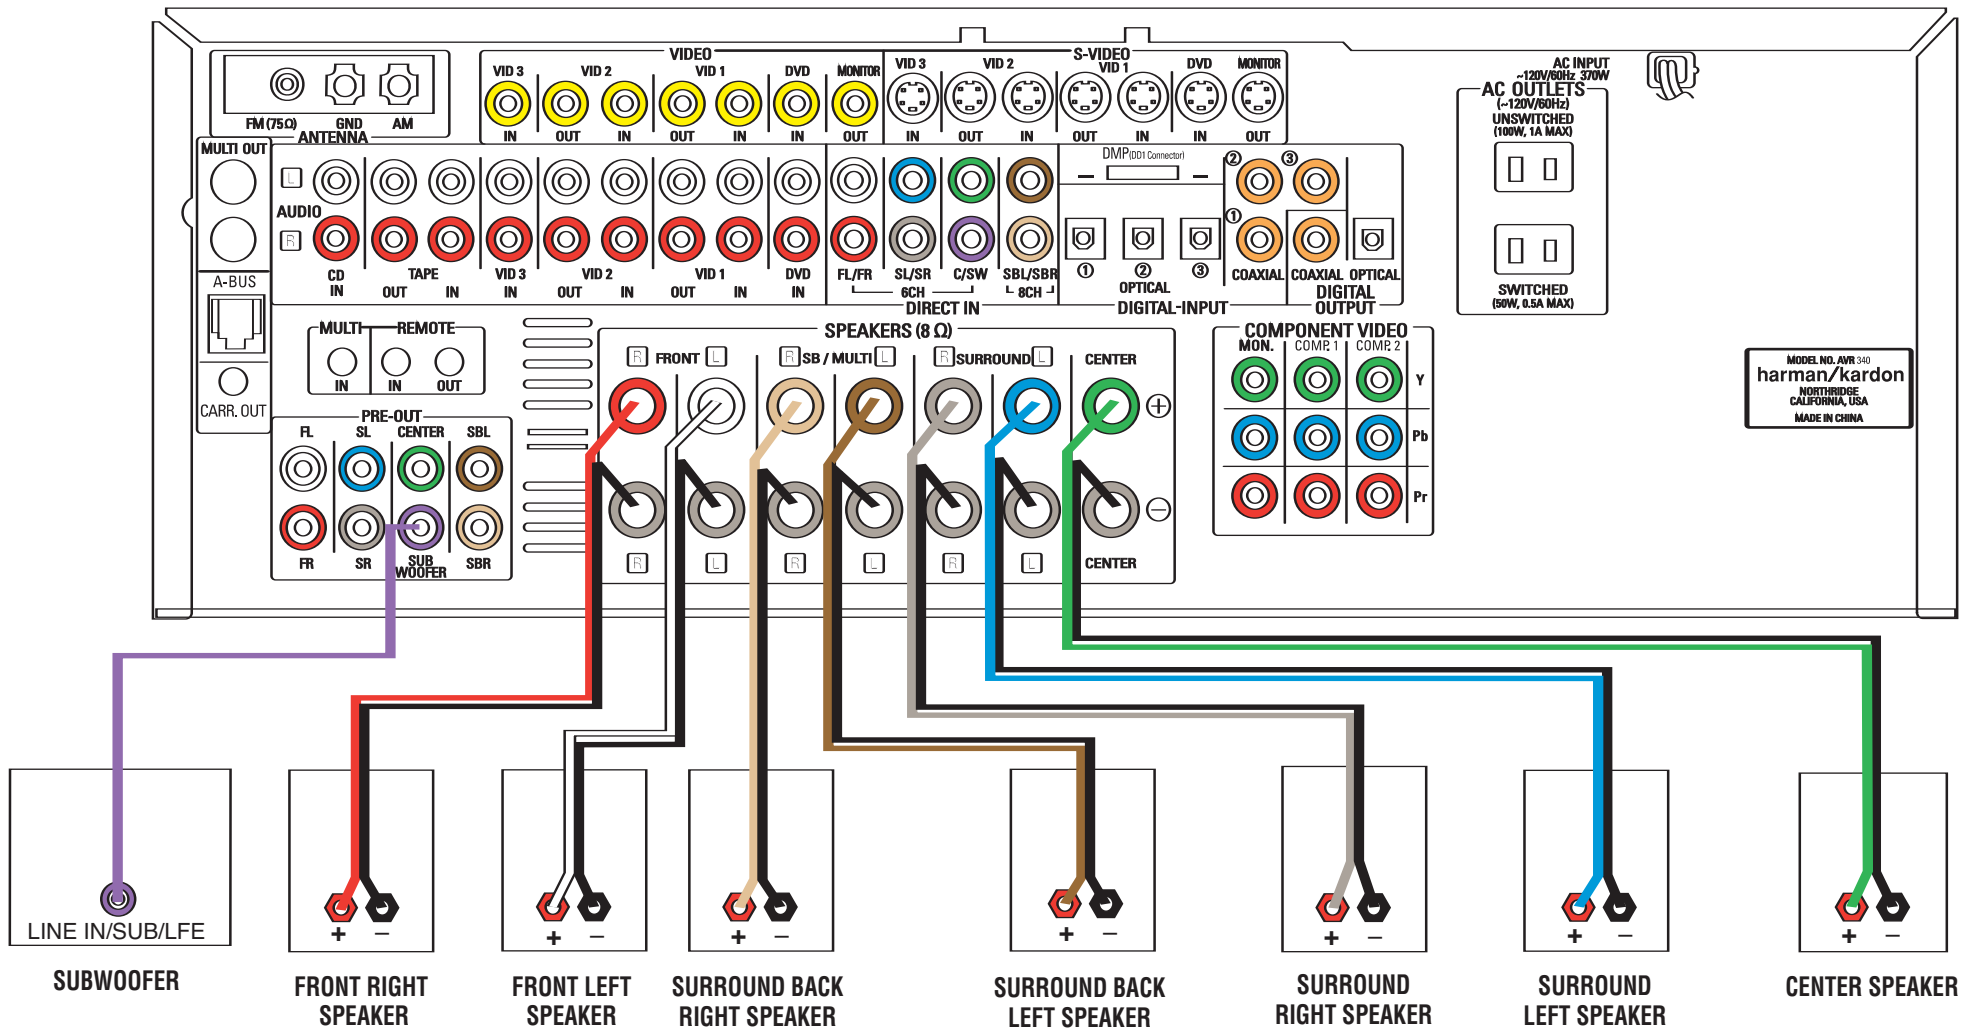 VIDEO
S-VIDEO
VID 3
VID 2
VID 1
DVD
MONITOR
VID 3
VID 2
VID 1
DVD
MONITOR
IN
OUT
IN
OUT
IN
IN
OUT
IN
OUT
IN
OUT
IN
IN
OUT
FM (75Ω)
GND
AM
ANTENNA
AC INPUT
~120V/60Hz 370W
AC OUTLETS
(~120V/60Hz)
UNSWITCHED
(100W, 1A MAX)
SWITCHED
(50W, 0.5A MAX)
MULTI OUT
L
AUDIO
R
CD
IN
TAPE
OUT
IN
VID 3
IN
VID 2
OUT
IN
VID 1
OUT
IN
DVD
IN
FL/FR
SL/SR
C/SW
SBL/SBR
6CH
8CH
DIRECT IN
DMP(DD1 Connector)
②
③
①
①
②
③
OPTICAL
COAXIAL
DIGITAL-INPUT
COAXIAL
OPTICAL
DIGITAL
OUTPUT
A-BUS
CARR. OUT
MULTI
REMOTE
IN
IN
OUT
PRE-OUT
FL
SL
CENTER
SBL
FR
SR
SUB
WOOFER
SBR
SPEAKERS (8 Ω)
R FRONT L
R SB / MULTI L
R SURROUND L
CENTER
+
−
R
L
R
L
R
L
CENTER
COMPONENT VIDEO
MON.
COMP. 1
COMP. 2
Y
Pb
Pr
MODEL NO. AVR 340
harman/kardon
NORTHRIDGE
CALIFORNIA, USA
MADE IN CHINA
LINE IN/SUB/LFE
+ −
+ −
+ −
+ −
+ −
+ −
+ −
SUBWOOFER
FRONT RIGHT
SPEAKER
FRONT LEFT
SPEAKER
SURROUND BACK
RIGHT SPEAKER
SURROUND BACK
LEFT SPEAKER
SURROUND
RIGHT SPEAKER
SURROUND
LEFT SPEAKER
CENTER SPEAKER